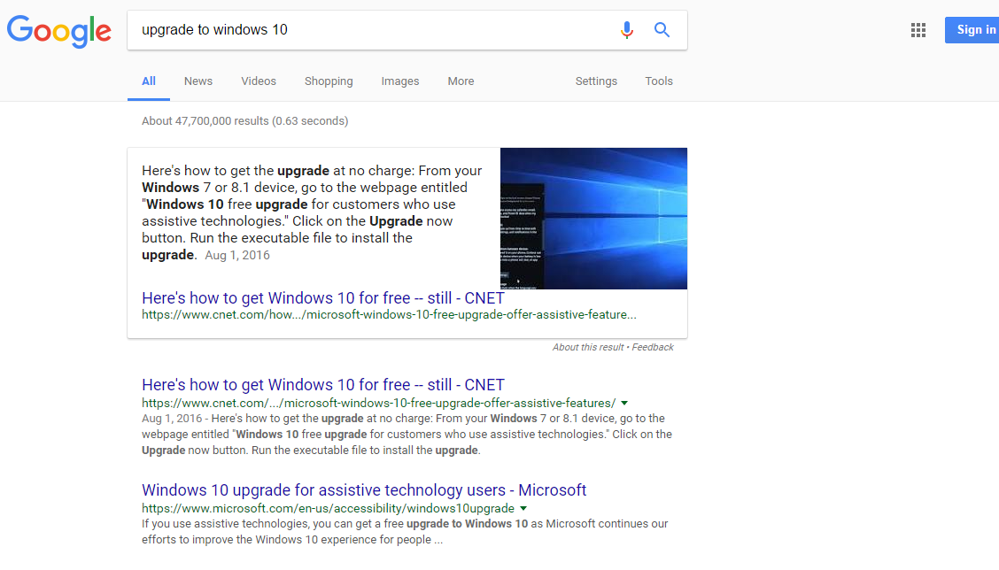 Google
upgrade to windows 10
Sign in
All News Videos Shopping Images More Settings Tools
About 47,700,000 results (0.63 seconds)
Here's how to get the upgrade at no charge: From your
Windows 7 or 8.1 device, go to the webpage entitled
"Windows 10 free upgrade for customers who use
assistive technologies." Click on the Upgrade now
button. Run the executable file to install the
upgrade. Aug 1, 2016
Here's how to get Windows 10 for free -- still - CNET
https://www.cnet.com/how.../microsoft-windows-10-free-upgrade-offer-assistive-feature...
About this result • Feedback
Here's how to get Windows 10 for free -- still - CNET
https://www.cnet.com/.../microsoft-windows-10-free-upgrade-offer-assistive-features/
Aug 1, 2016 - Here's how to get the upgrade at no charge: From your Windows 7 or 8.1 device, go to the
webpage entitled "Windows 10 free upgrade for customers who use assistive technologies." Click on the
Upgrade now button. Run the executable file to install the upgrade.
Windows 10 upgrade for assistive technology users - Microsoft
https://www.microsoft.com/en-us/accessibility/windows10upgrade
If you use assistive technologies, you can get a free upgrade to Windows 10 as Microsoft continues our
efforts to improve the Windows 10 experience for people ...